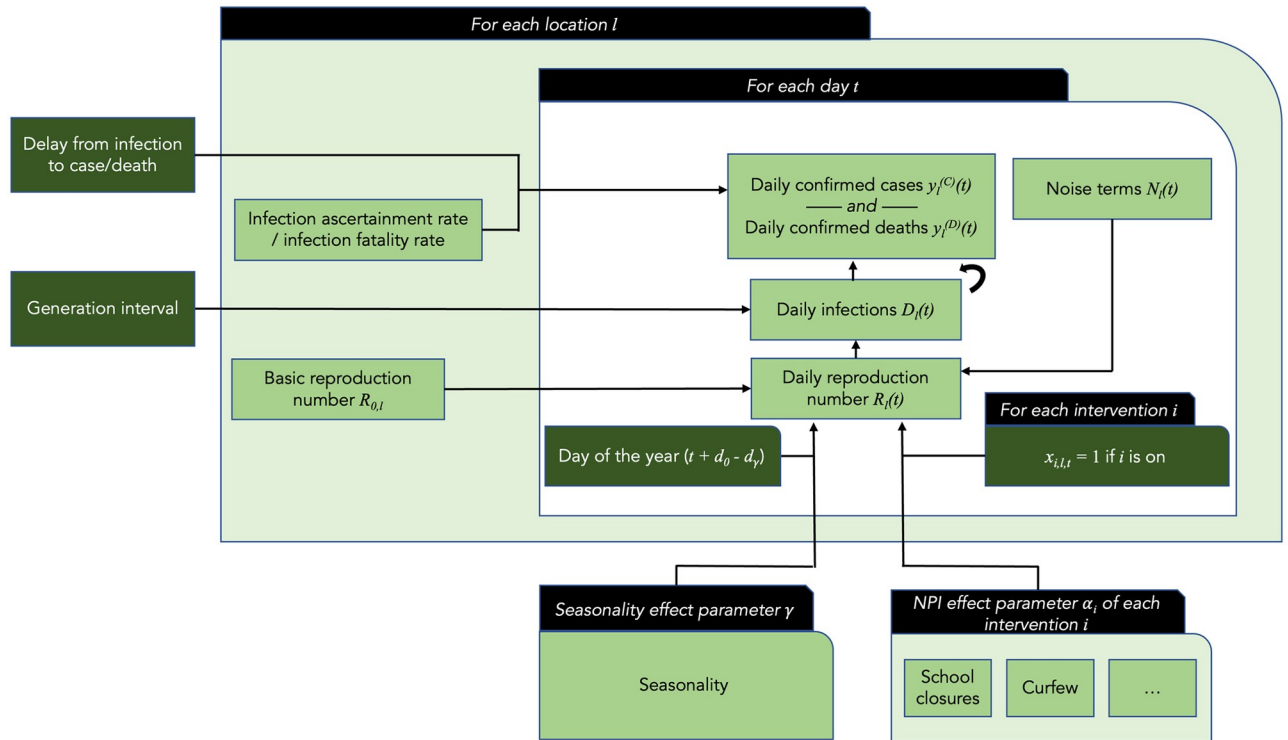 For each location l
For each day t
Delay from infection
to case/death
Infection ascertainment rate
/ infection fatality rate
Daily confirmed cases y_l^(C)(t)
and
Daily confirmed deaths y_l^(D)(t)
Noise terms N_l(t)
Generation interval
Daily infections D_l(t)
Basic reproduction
number R_0,l
Daily reproduction
number R_l(t)
For each intervention i
Day of the year (t + d_0 - d_γ)
x_i,l,t = 1 if i is on
Seasonality effect parameter γ
Seasonality
NPI effect parameter α_i of each
intervention i
School
closures
Curfew
…